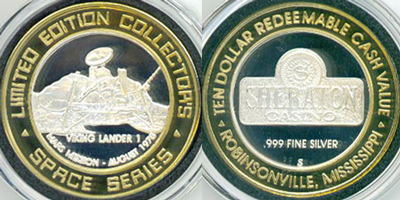 LIMITED EDITION COLLECTOR'S
VIKING LANDER 1
MARS MISSION - AUGUST 1975
• SPACE SERIES •
TEN DOLLAR REDEEMABLE CASH VALUE
S
SHERATON
CASINO
.999 FINE SILVER
S
• ROBINSONVILLE, MISSISSIPPI •